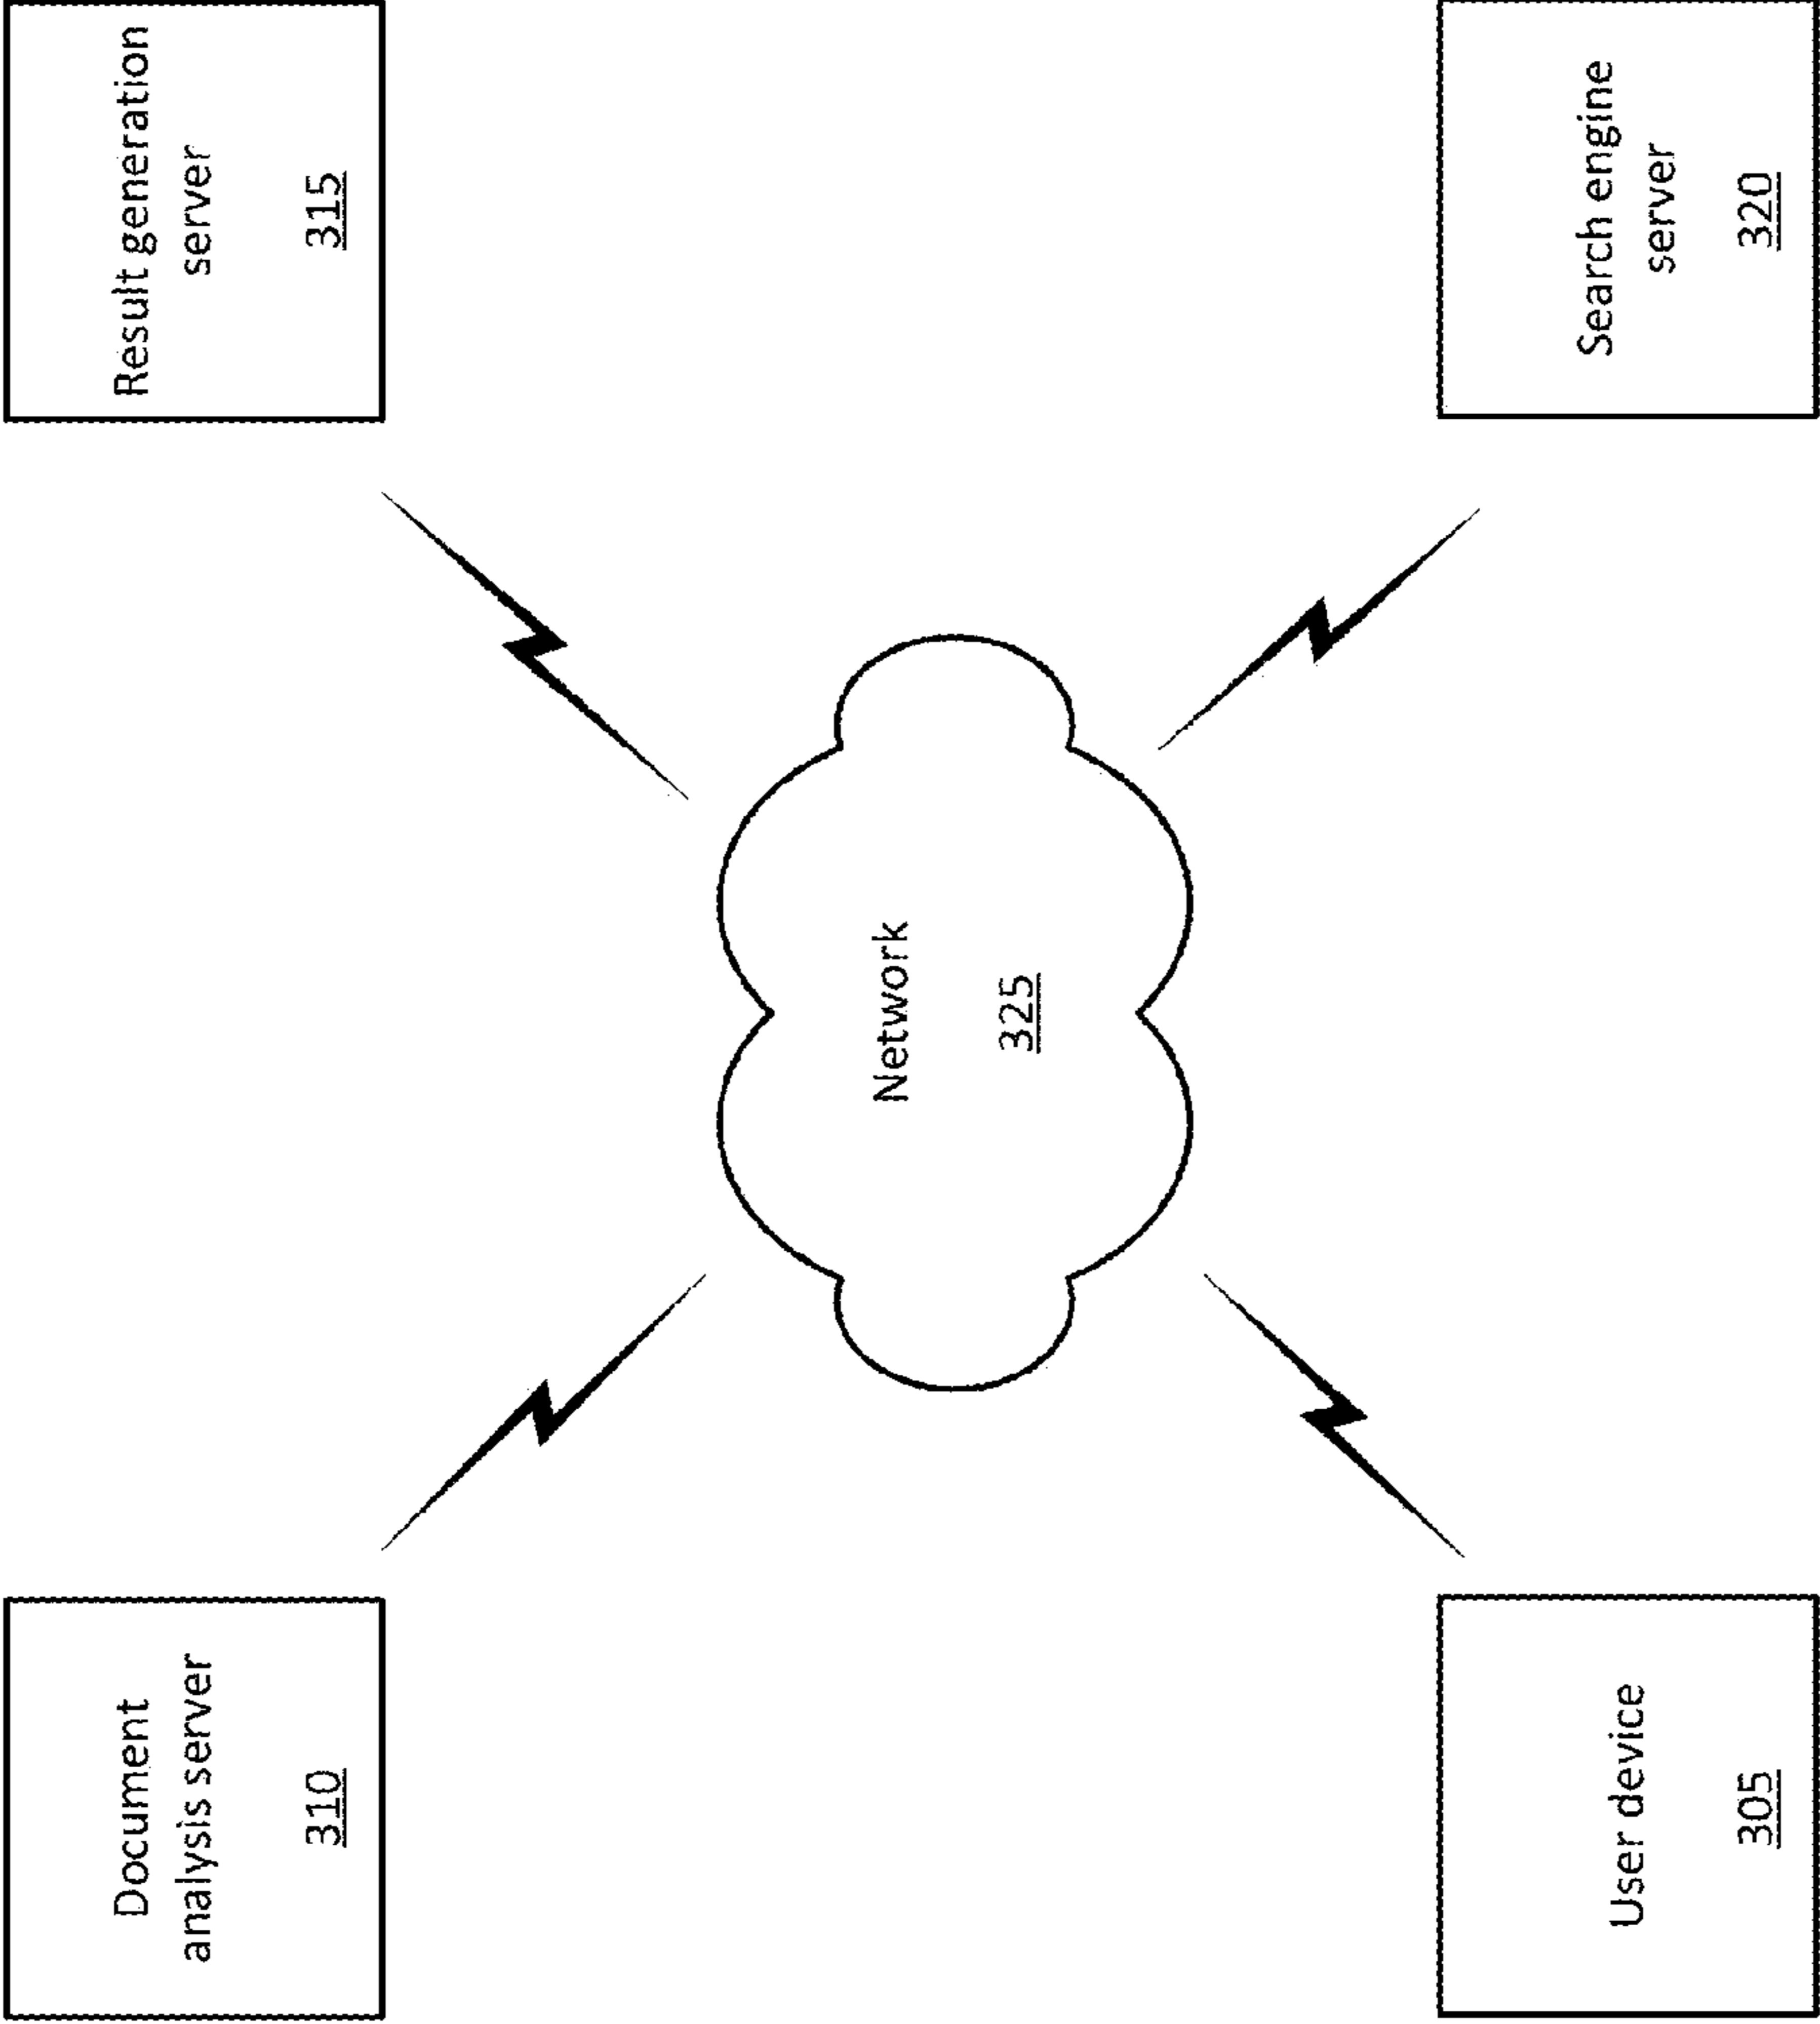 Document
analysis server
310
Result generation
server
315
Network
325
User device
305
Search engine
server
320